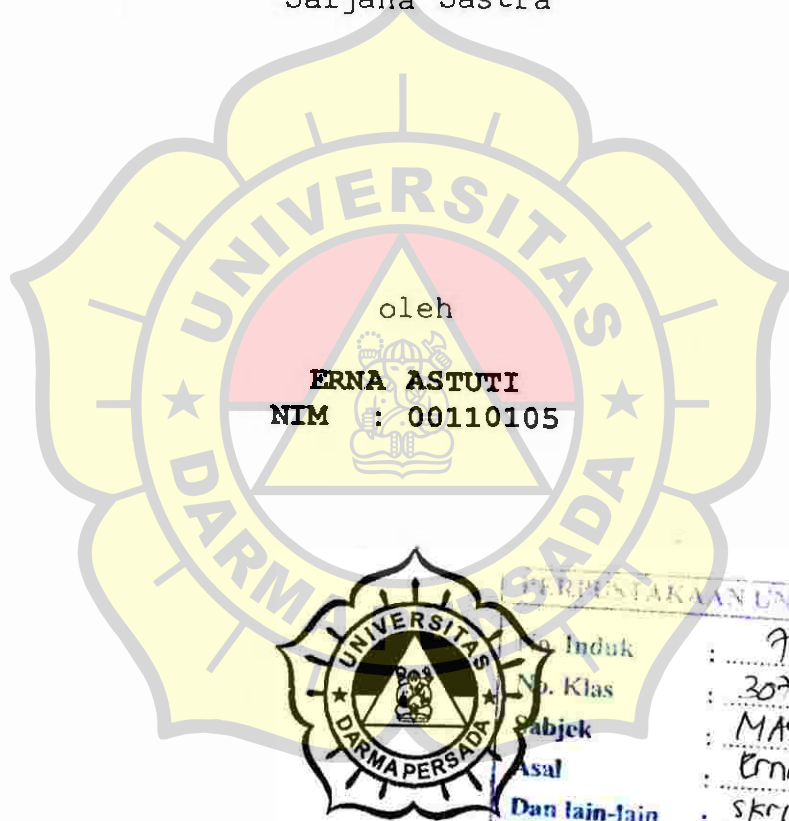 Sarjana Sastra
UNIVERSITAS
DARMA PERSADA
oleh
ERNA ASTUTI
NIM : 00110105
UNIVERSITAS
DARMA PERSADA
PERPUSTAKAAN
No. Induk :
No. Klas :
Subjek :
Asal :
Dan lain-lain :